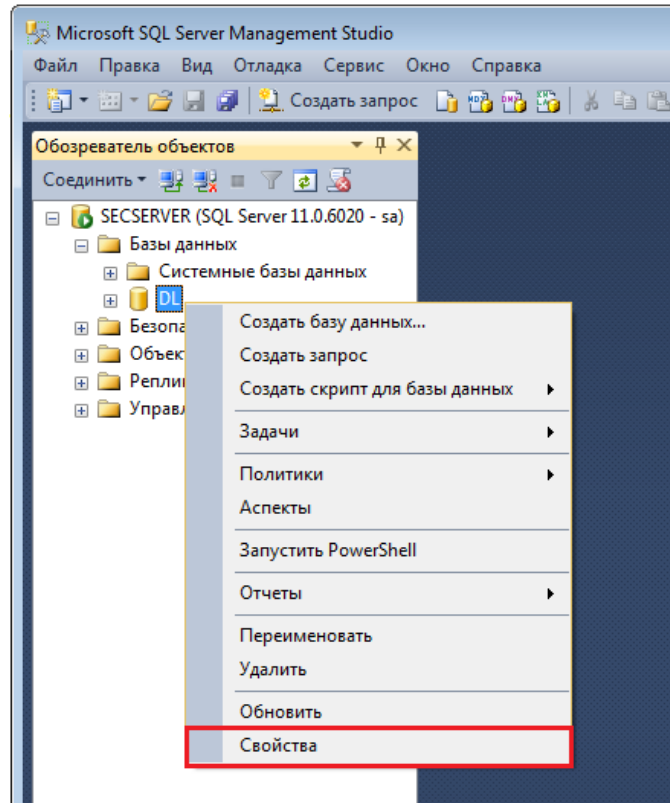 Microsoft SQL Server Management Studio
Файл Правка Вид Отладка Сервис Окно Справка
Создать запрос
Обозреватель объектов
Соединить
SECSERVER (SQL Server 11.0.6020 - sa)
Базы данных
Системные базы данных
DL
Безопа
Объек
Репли
Управл
Создать базу данных...
Создать запрос
Создать скрипт для базы данных
Задачи
Политики
Аспекты
Запустить PowerShell
Отчеты
Переименовать
Удалить
Обновить
Свойства